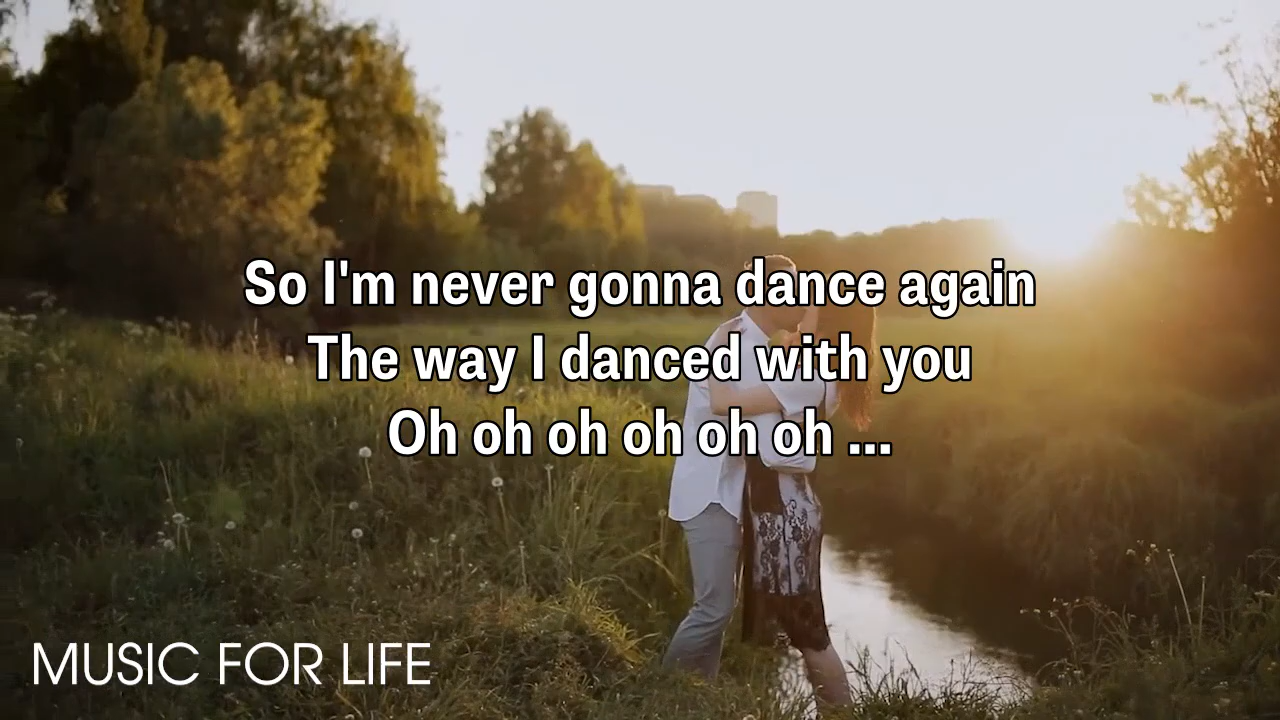 So I'm never gonna dance again
The way I danced with you
Oh oh oh oh oh oh ...
MUSIC FOR LIFE